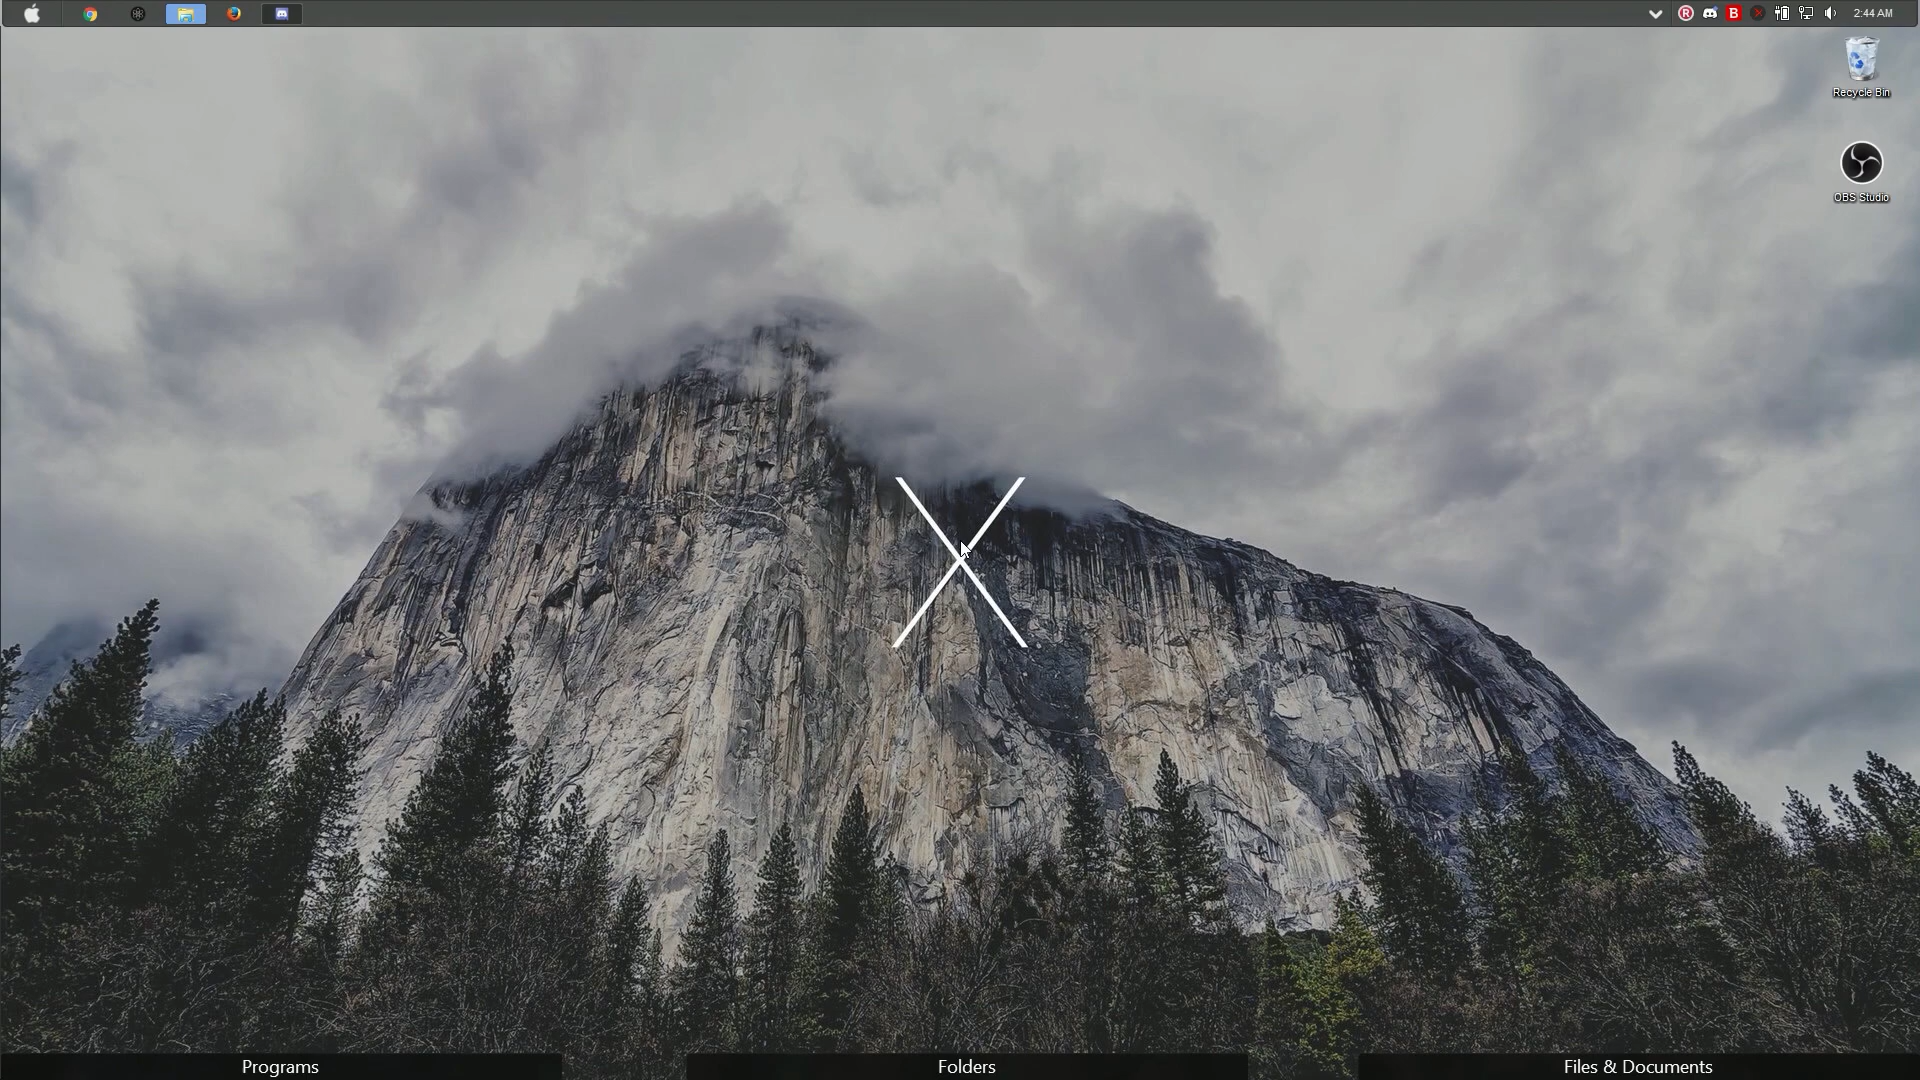 R
B
2:44 AM
Recycle Bin
OBS Studio
X
Programs
Folders
Files & Documents